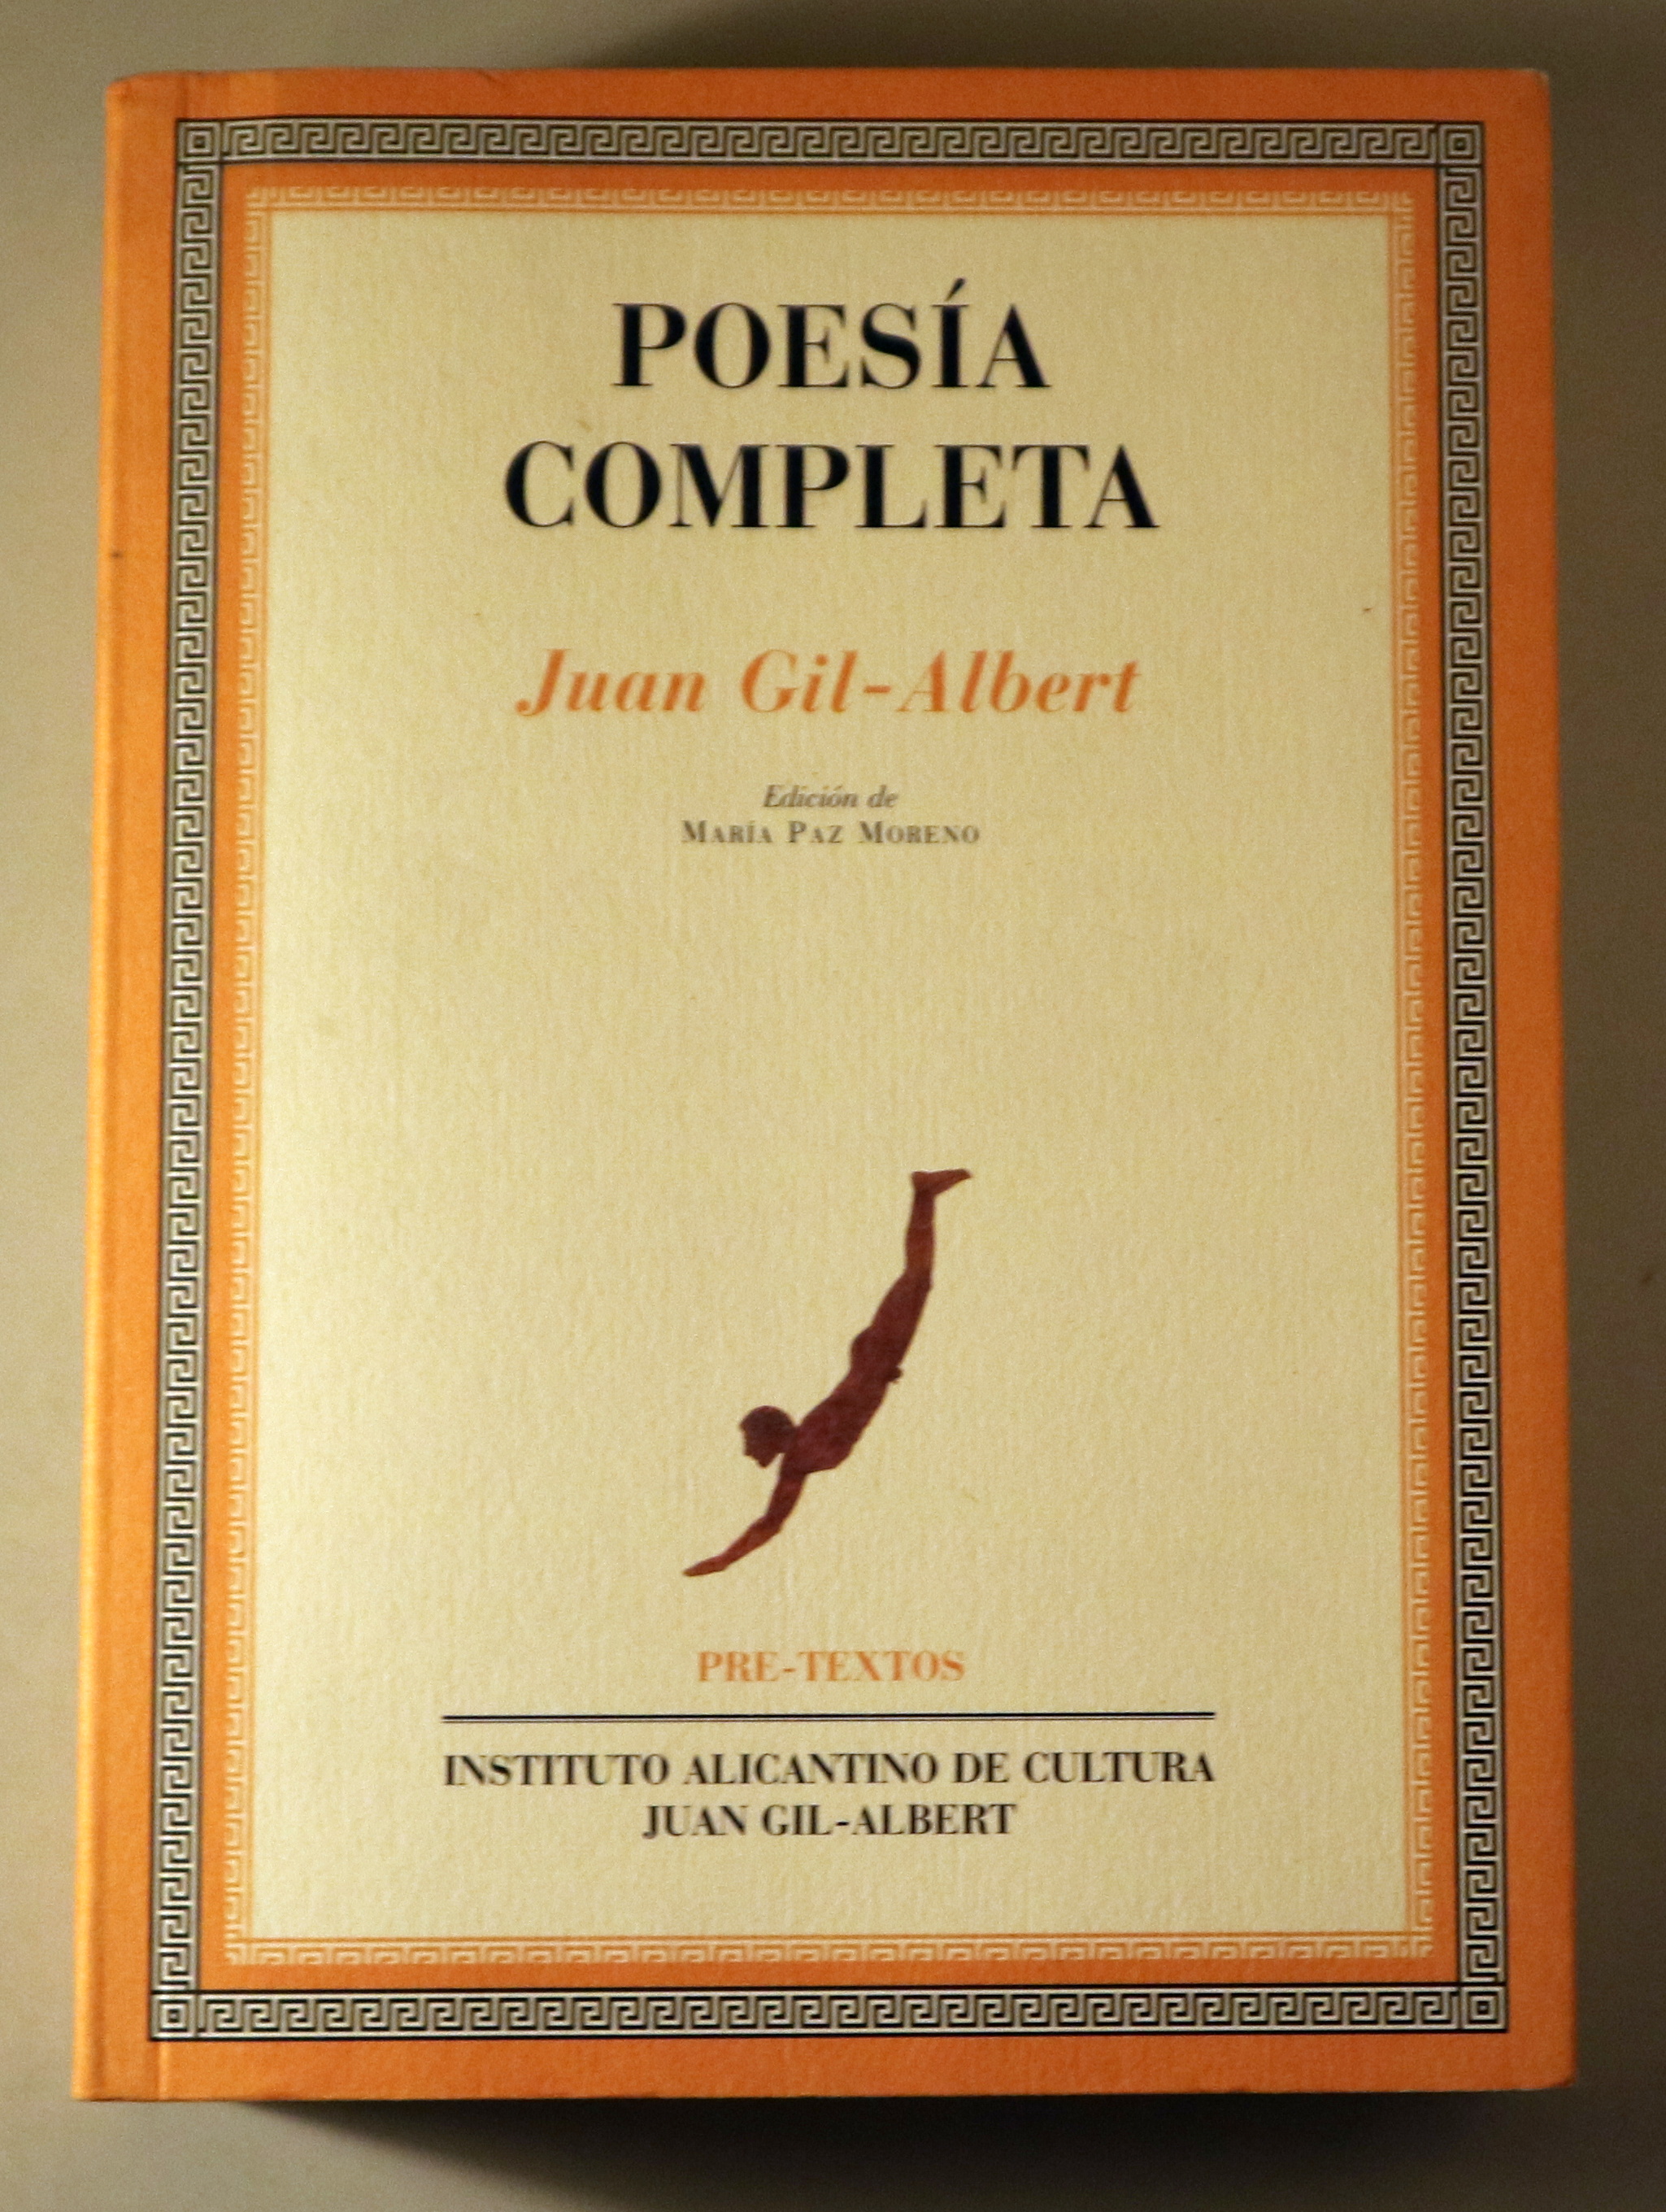 POESÍA
COMPLETA
Juan Gil-Albert
Edición de
MARÍA PAZ MORENO
PRE-TEXTOS
INSTITUTO ALICANTINO DE CULTURA
JUAN GIL-ALBERT